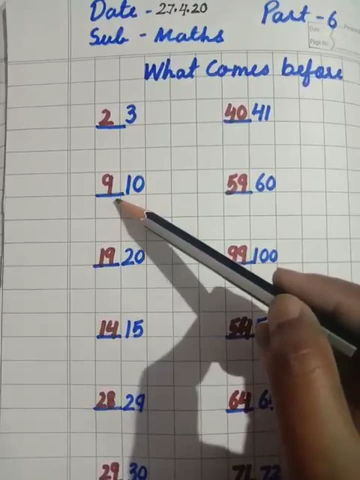 Date - 27.4.20 Part - 6
Sub - Maths
What Comes before
2 3 40 41
9 10 59 60
19 20 99 100
14 15
28 29 64
29 30 71 72